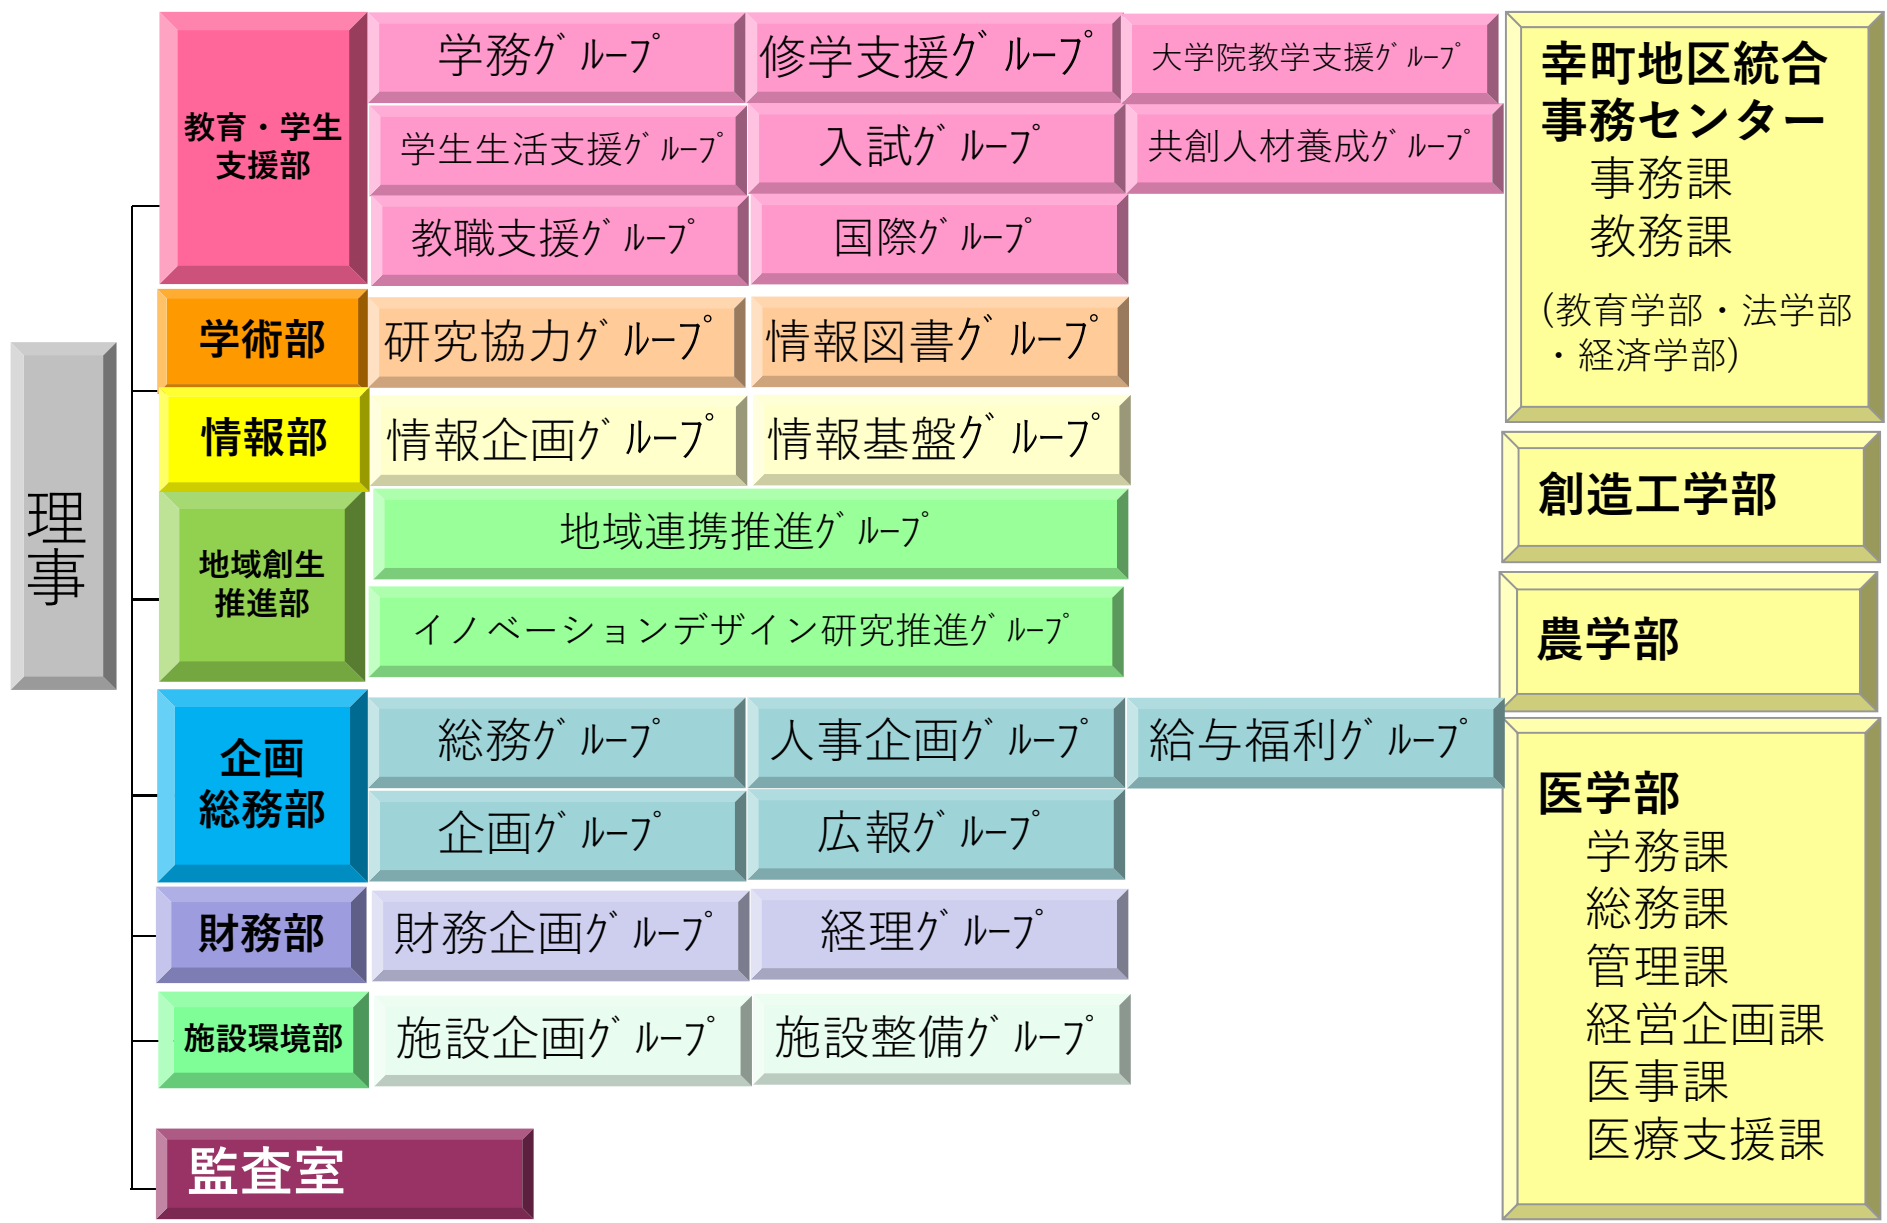 理事
教育・学生
支援部
学務ｸﾞﾙｰﾌﾟ
修学支援ｸﾞﾙｰﾌﾟ
大学院教学支援ｸﾞﾙｰﾌﾟ
学生生活支援ｸﾞﾙｰﾌﾟ
入試ｸﾞﾙｰﾌﾟ
共創人材養成ｸﾞﾙｰﾌﾟ
教職支援ｸﾞﾙｰﾌﾟ
国際ｸﾞﾙｰﾌﾟ
学術部
研究協力ｸﾞﾙｰﾌﾟ
情報図書ｸﾞﾙｰﾌﾟ
情報部
情報企画ｸﾞﾙｰﾌﾟ
情報基盤ｸﾞﾙｰﾌﾟ
地域創生
推進部
地域連携推進ｸﾞﾙｰﾌﾟ
イノベーションデザイン研究推進ｸﾞﾙｰﾌﾟ
企画
総務部
総務ｸﾞﾙｰﾌﾟ
人事企画ｸﾞﾙｰﾌﾟ
給与福利ｸﾞﾙｰﾌﾟ
企画ｸﾞﾙｰﾌﾟ
広報ｸﾞﾙｰﾌﾟ
財務部
財務企画ｸﾞﾙｰﾌﾟ
経理ｸﾞﾙｰﾌﾟ
施設環境部
施設企画ｸﾞﾙｰﾌﾟ
施設整備ｸﾞﾙｰﾌﾟ
監査室
幸町地区統合
事務センター
事務課
教務課
(教育学部・法学部
・経済学部)
創造工学部
農学部
医学部
学務課
総務課
管理課
経営企画課
医事課
医療支援課